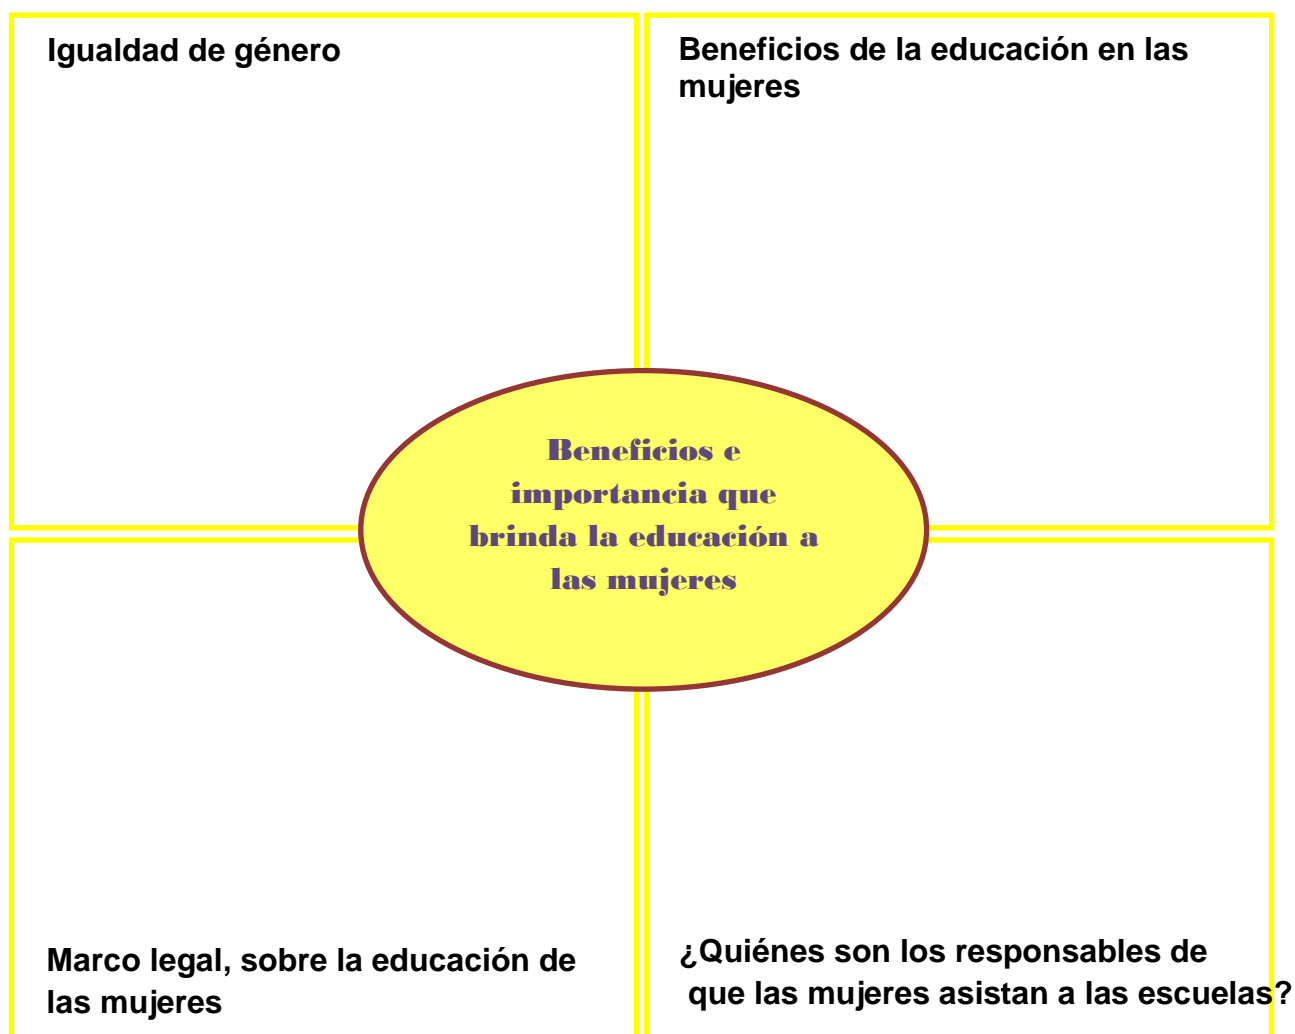 Igualdad de género
Beneficios de la educación en las
mujeres
Beneficios e
importancia que
brinda la educación a
las mujeres
Marco legal, sobre la educación de
las mujeres
¿Quiénes son los responsables de
que las mujeres asistan a las escuelas?